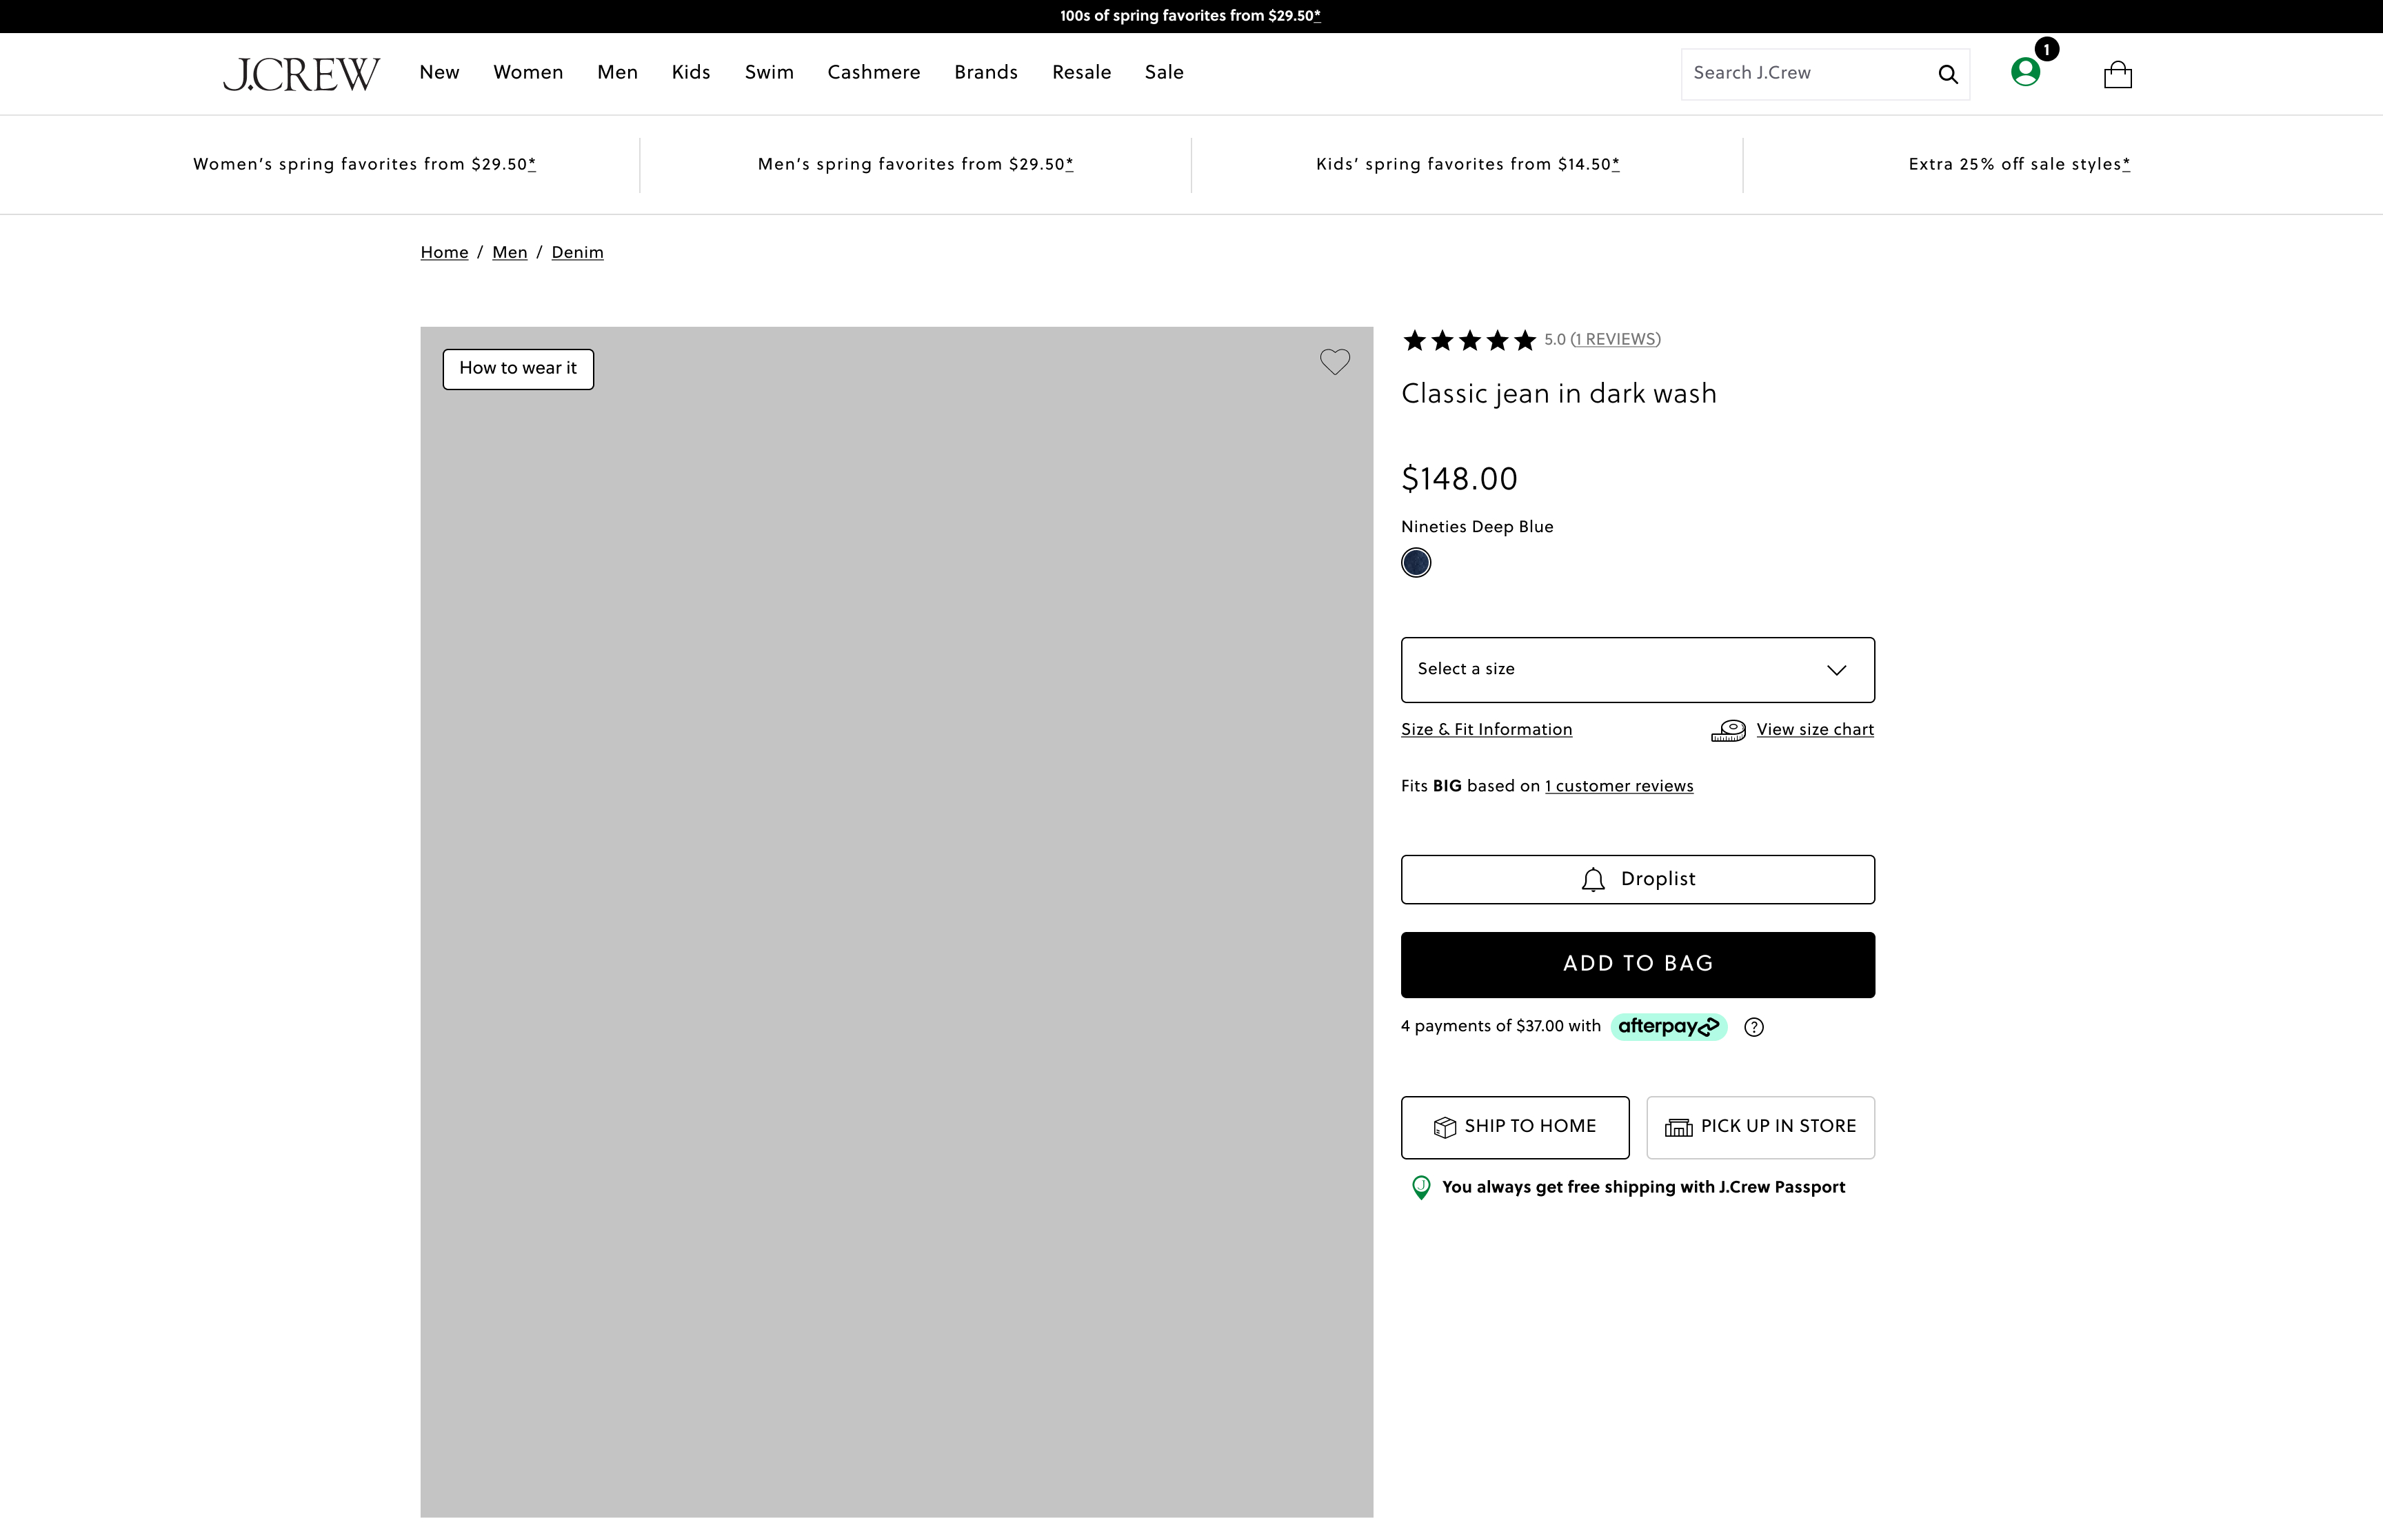 100s of spring favorites from $29.50*
J.CREW
New
Women
Men
Kids
Swim
Cashmere
Brands
Resale
Sale
Search J.Crew
1
Women's spring favorites from $29.50*
Men's spring favorites from $29.50*
Kids' spring favorites from $14.50*
Extra 25% off sale styles*
Home / Men / Denim
How to wear it
5.0 (1 REVIEWS)
Classic jean in dark wash
$148.00
Nineties Deep Blue
Select a size
Size & Fit Information
View size chart
Fits BIG based on 1 customer reviews
Droplist
ADD TO BAG
4 payments of $37.00 with afterpay ?
SHIP TO HOME
PICK UP IN STORE
J
You always get free shipping with J.Crew Passport